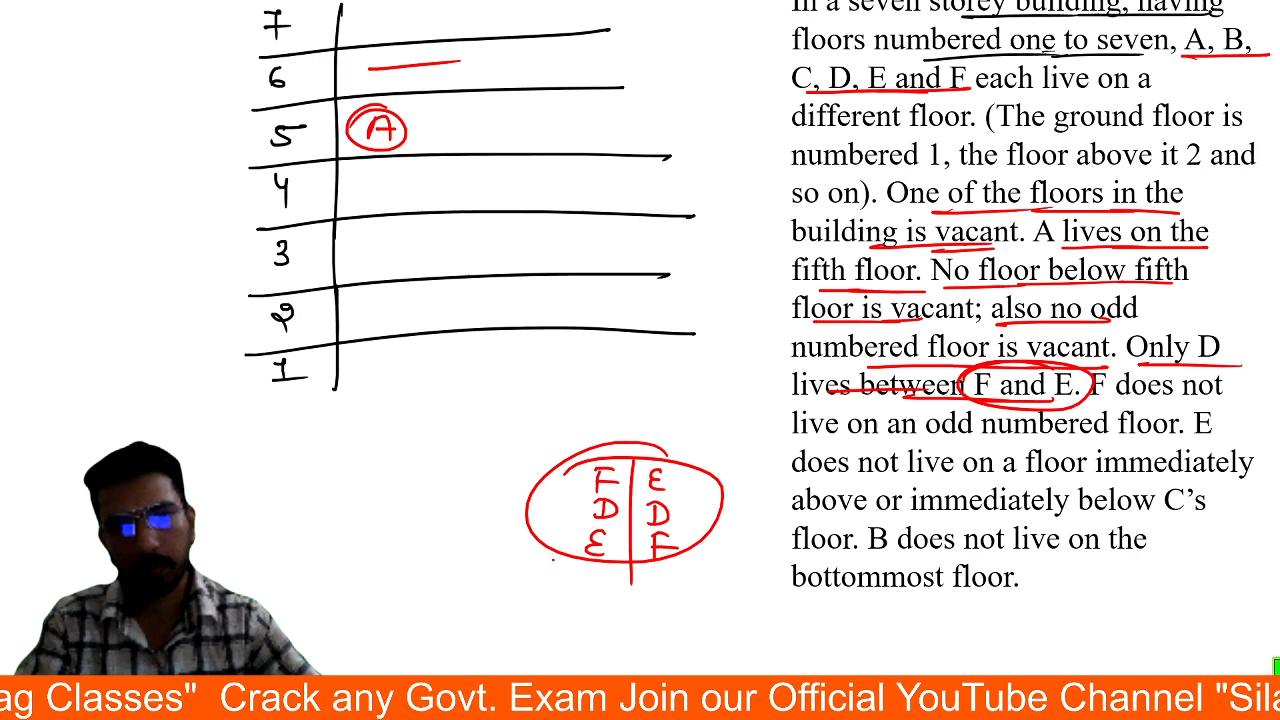 7
6
5 A
4
3
2
1
F E
D D
E F
In a seven storey building, having
floors numbered one to seven, A, B,
C, D, E and F each live on a
different floor. (The ground floor is
numbered 1, the floor above it 2 and
so on). One of the floors in the
building is vacant. A lives on the
fifth floor. No floor below fifth
floor is vacant; also no odd
numbered floor is vacant. Only D
lives between F and E. F does not
live on an odd numbered floor. E
does not live on a floor immediately
above or immediately below C’s
floor. B does not live on the
bottommost floor.
ag Classes" Crack any Govt. Exam Join our Official YouTube Channel "Sila